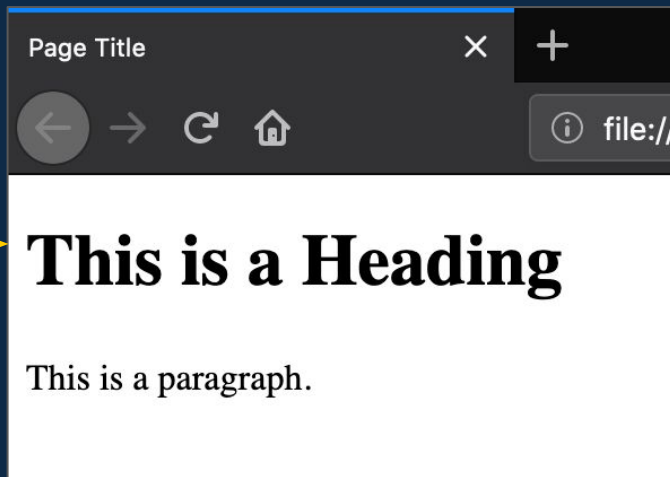 Page Title
file://
This is a Heading
This is a paragraph.